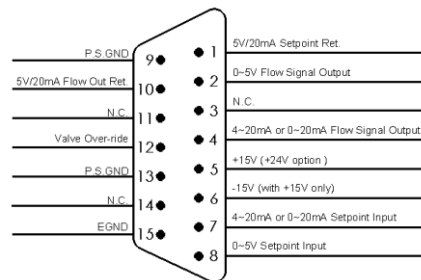 P.S.GND
9
5V/20mA Flow Out Ret.
10
N.C.
11
Valve Over-ride
12
P.S.GND
13
N.C.
14
EGND
15
1
5V/20mA Setpoint Ret.
2
0~5V Flow Signal Output
3
N.C.
4
4~20mA or 0~20mA Flow Signal Output
5
+15V (+24V option )
6
-15V (with +15V only)
7
4~20mA or 0~20mA Setpoint Input
8
0~5V Setpoint Input